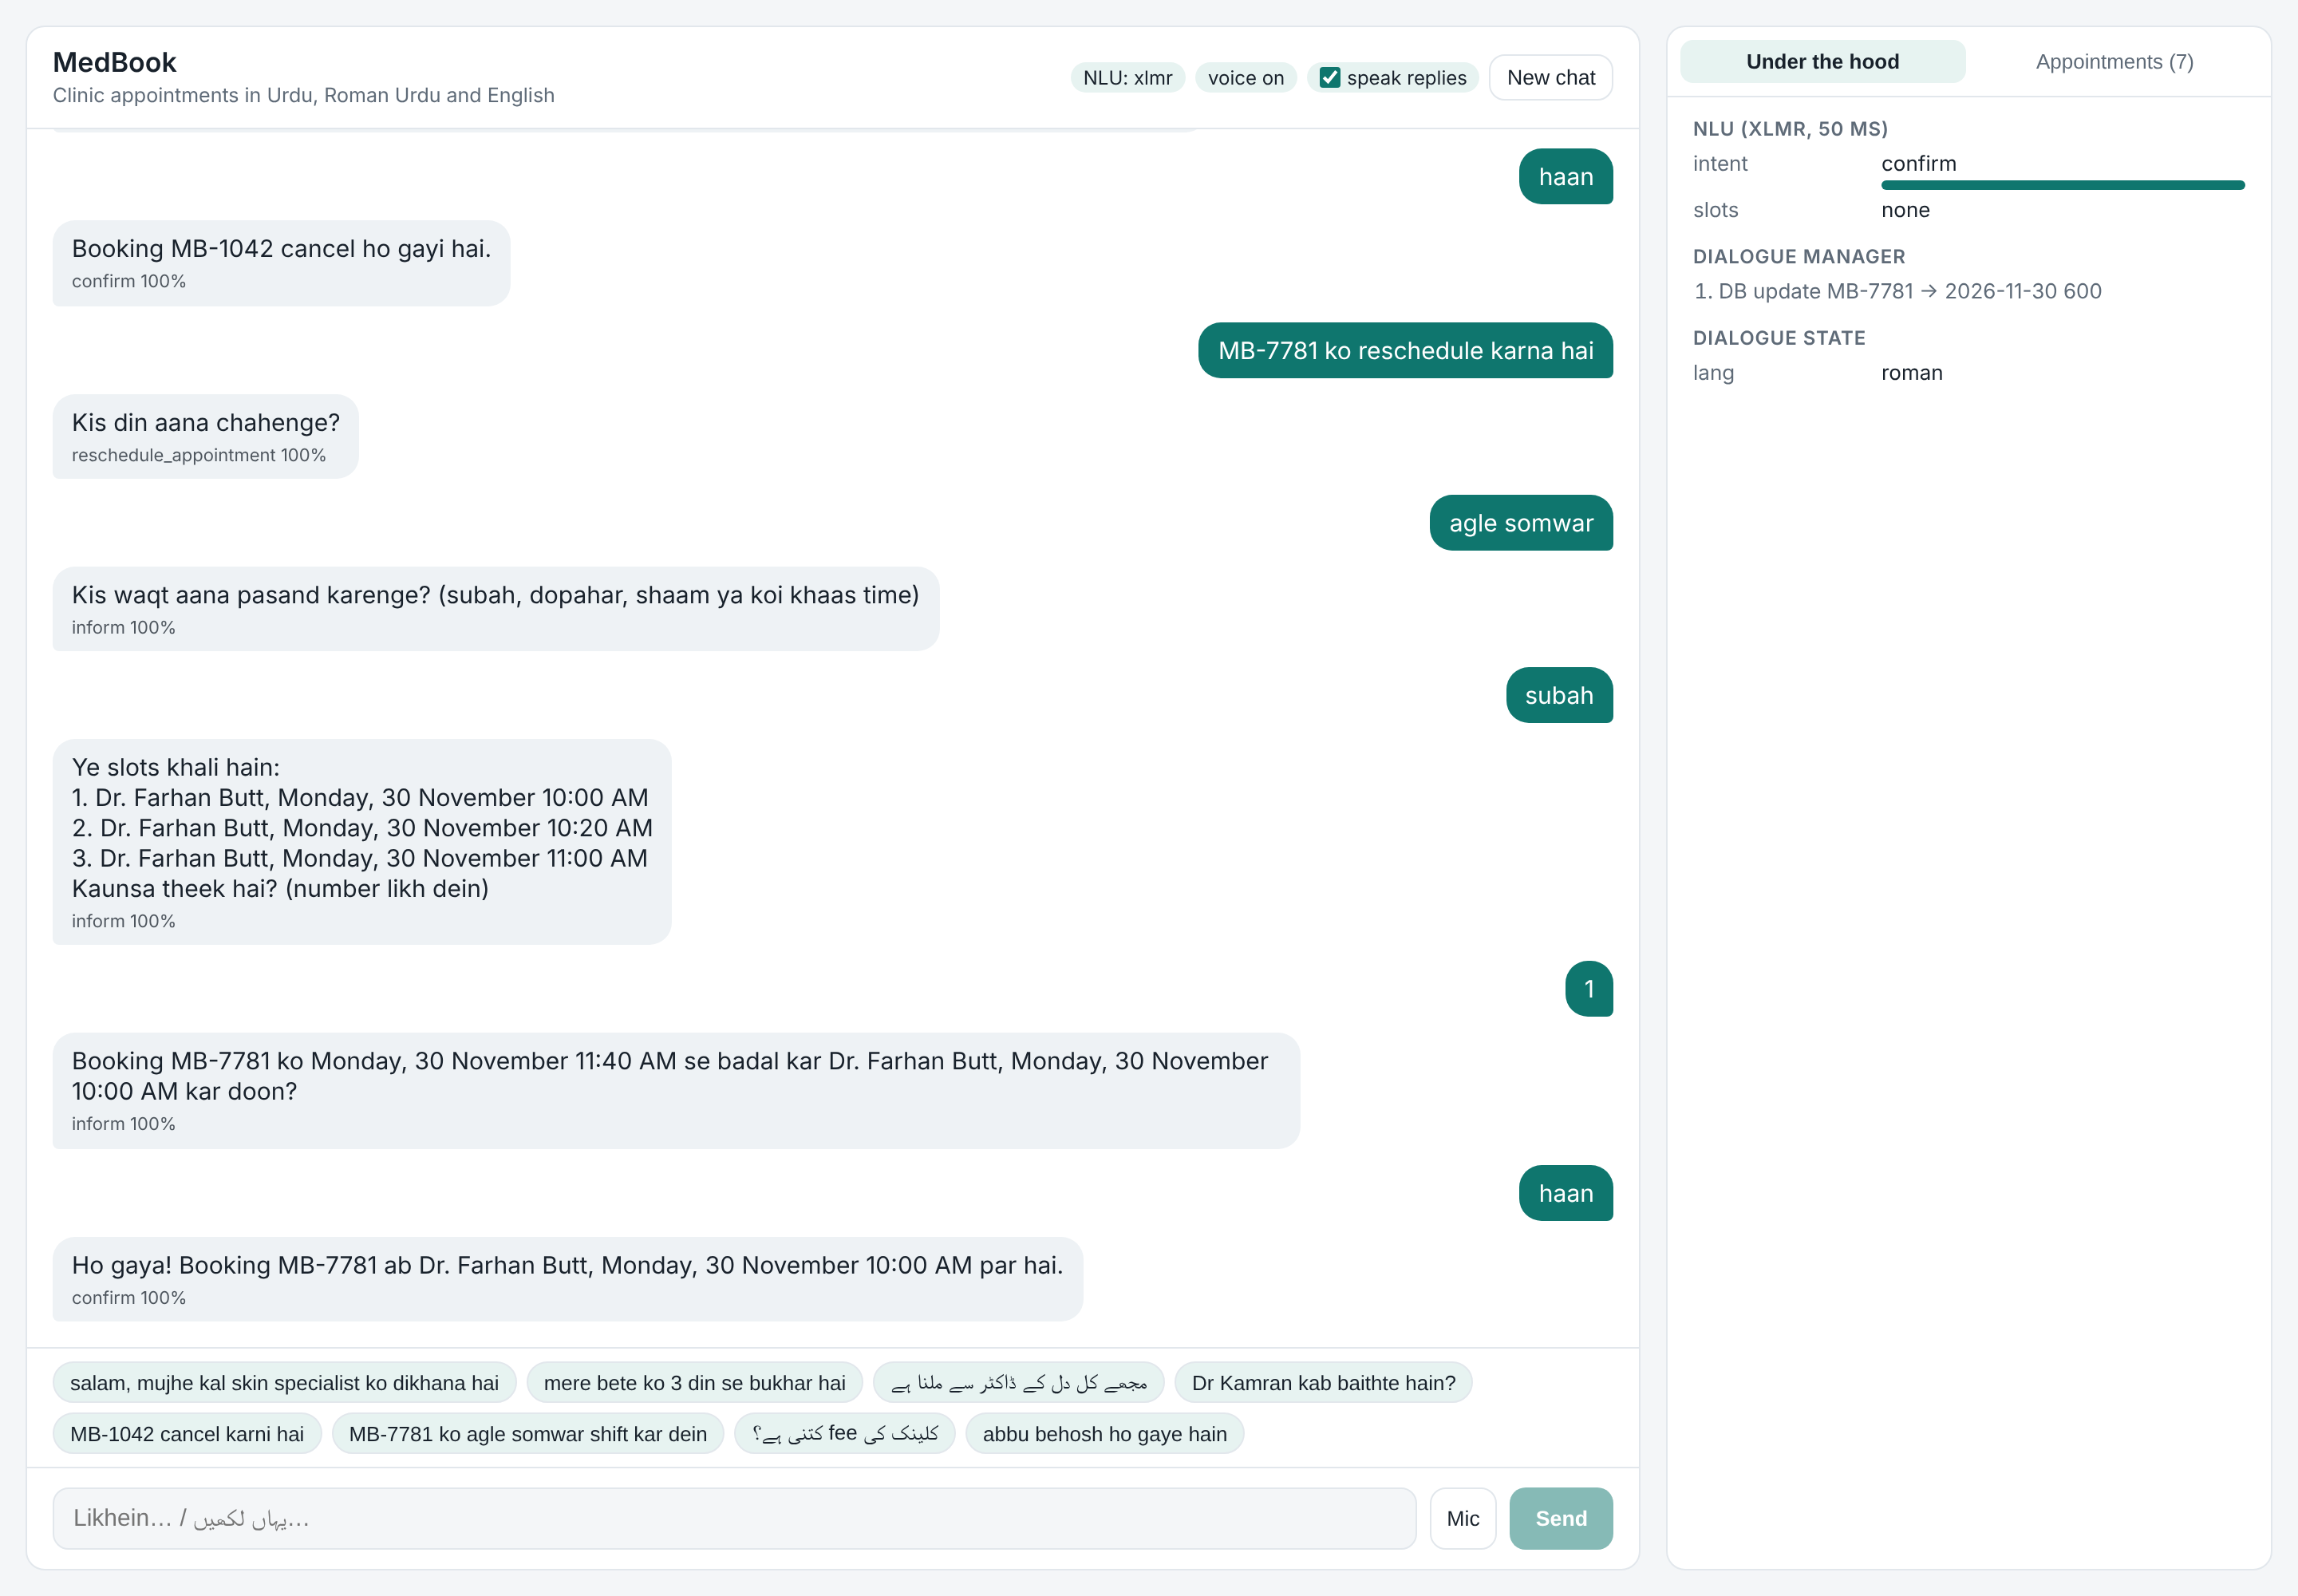 MedBook
Clinic appointments in Urdu, Roman Urdu and English
NLU: xlmr
voice on
speak replies
New chat
haan
Booking MB-1042 cancel ho gayi hai.
confirm 100%
MB-7781 ko reschedule karna hai
Kis din aana chahenge?
reschedule_appointment 100%
agle somwar
Kis waqt aana pasand karenge? (subah, dopahar, shaam ya koi khaas time)
inform 100%
subah
Ye slots khali hain:
1. Dr. Farhan Butt, Monday, 30 November 10:00 AM
2. Dr. Farhan Butt, Monday, 30 November 10:20 AM
3. Dr. Farhan Butt, Monday, 30 November 11:00 AM
Kaunsa theek hai? (number likh dein)
inform 100%
1
Booking MB-7781 ko Monday, 30 November 11:40 AM se badal kar Dr. Farhan Butt, Monday, 30 November
10:00 AM kar doon?
inform 100%
haan
Ho gaya! Booking MB-7781 ab Dr. Farhan Butt, Monday, 30 November 10:00 AM par hai.
confirm 100%
salam, mujhe kal skin specialist ko dikhana hai
mere bete ko 3 din se bukhar hai
مجھے کل دل کے ڈاکٹر سے ملنا ہے
Dr Kamran kab baithte hain?
MB-1042 cancel karni hai
MB-7781 ko agle somwar shift kar dein
کلینک کی fee کتنی ہے؟
abbu behosh ho gaye hain
Likhein… / یہاں لکھیں…
Mic
Send
Under the hood
Appointments (7)
NLU (XLMR, 50 MS)
intent confirm
slots none
DIALOGUE MANAGER
1. DB update MB-7781 → 2026-11-30 600
DIALOGUE STATE
lang roman